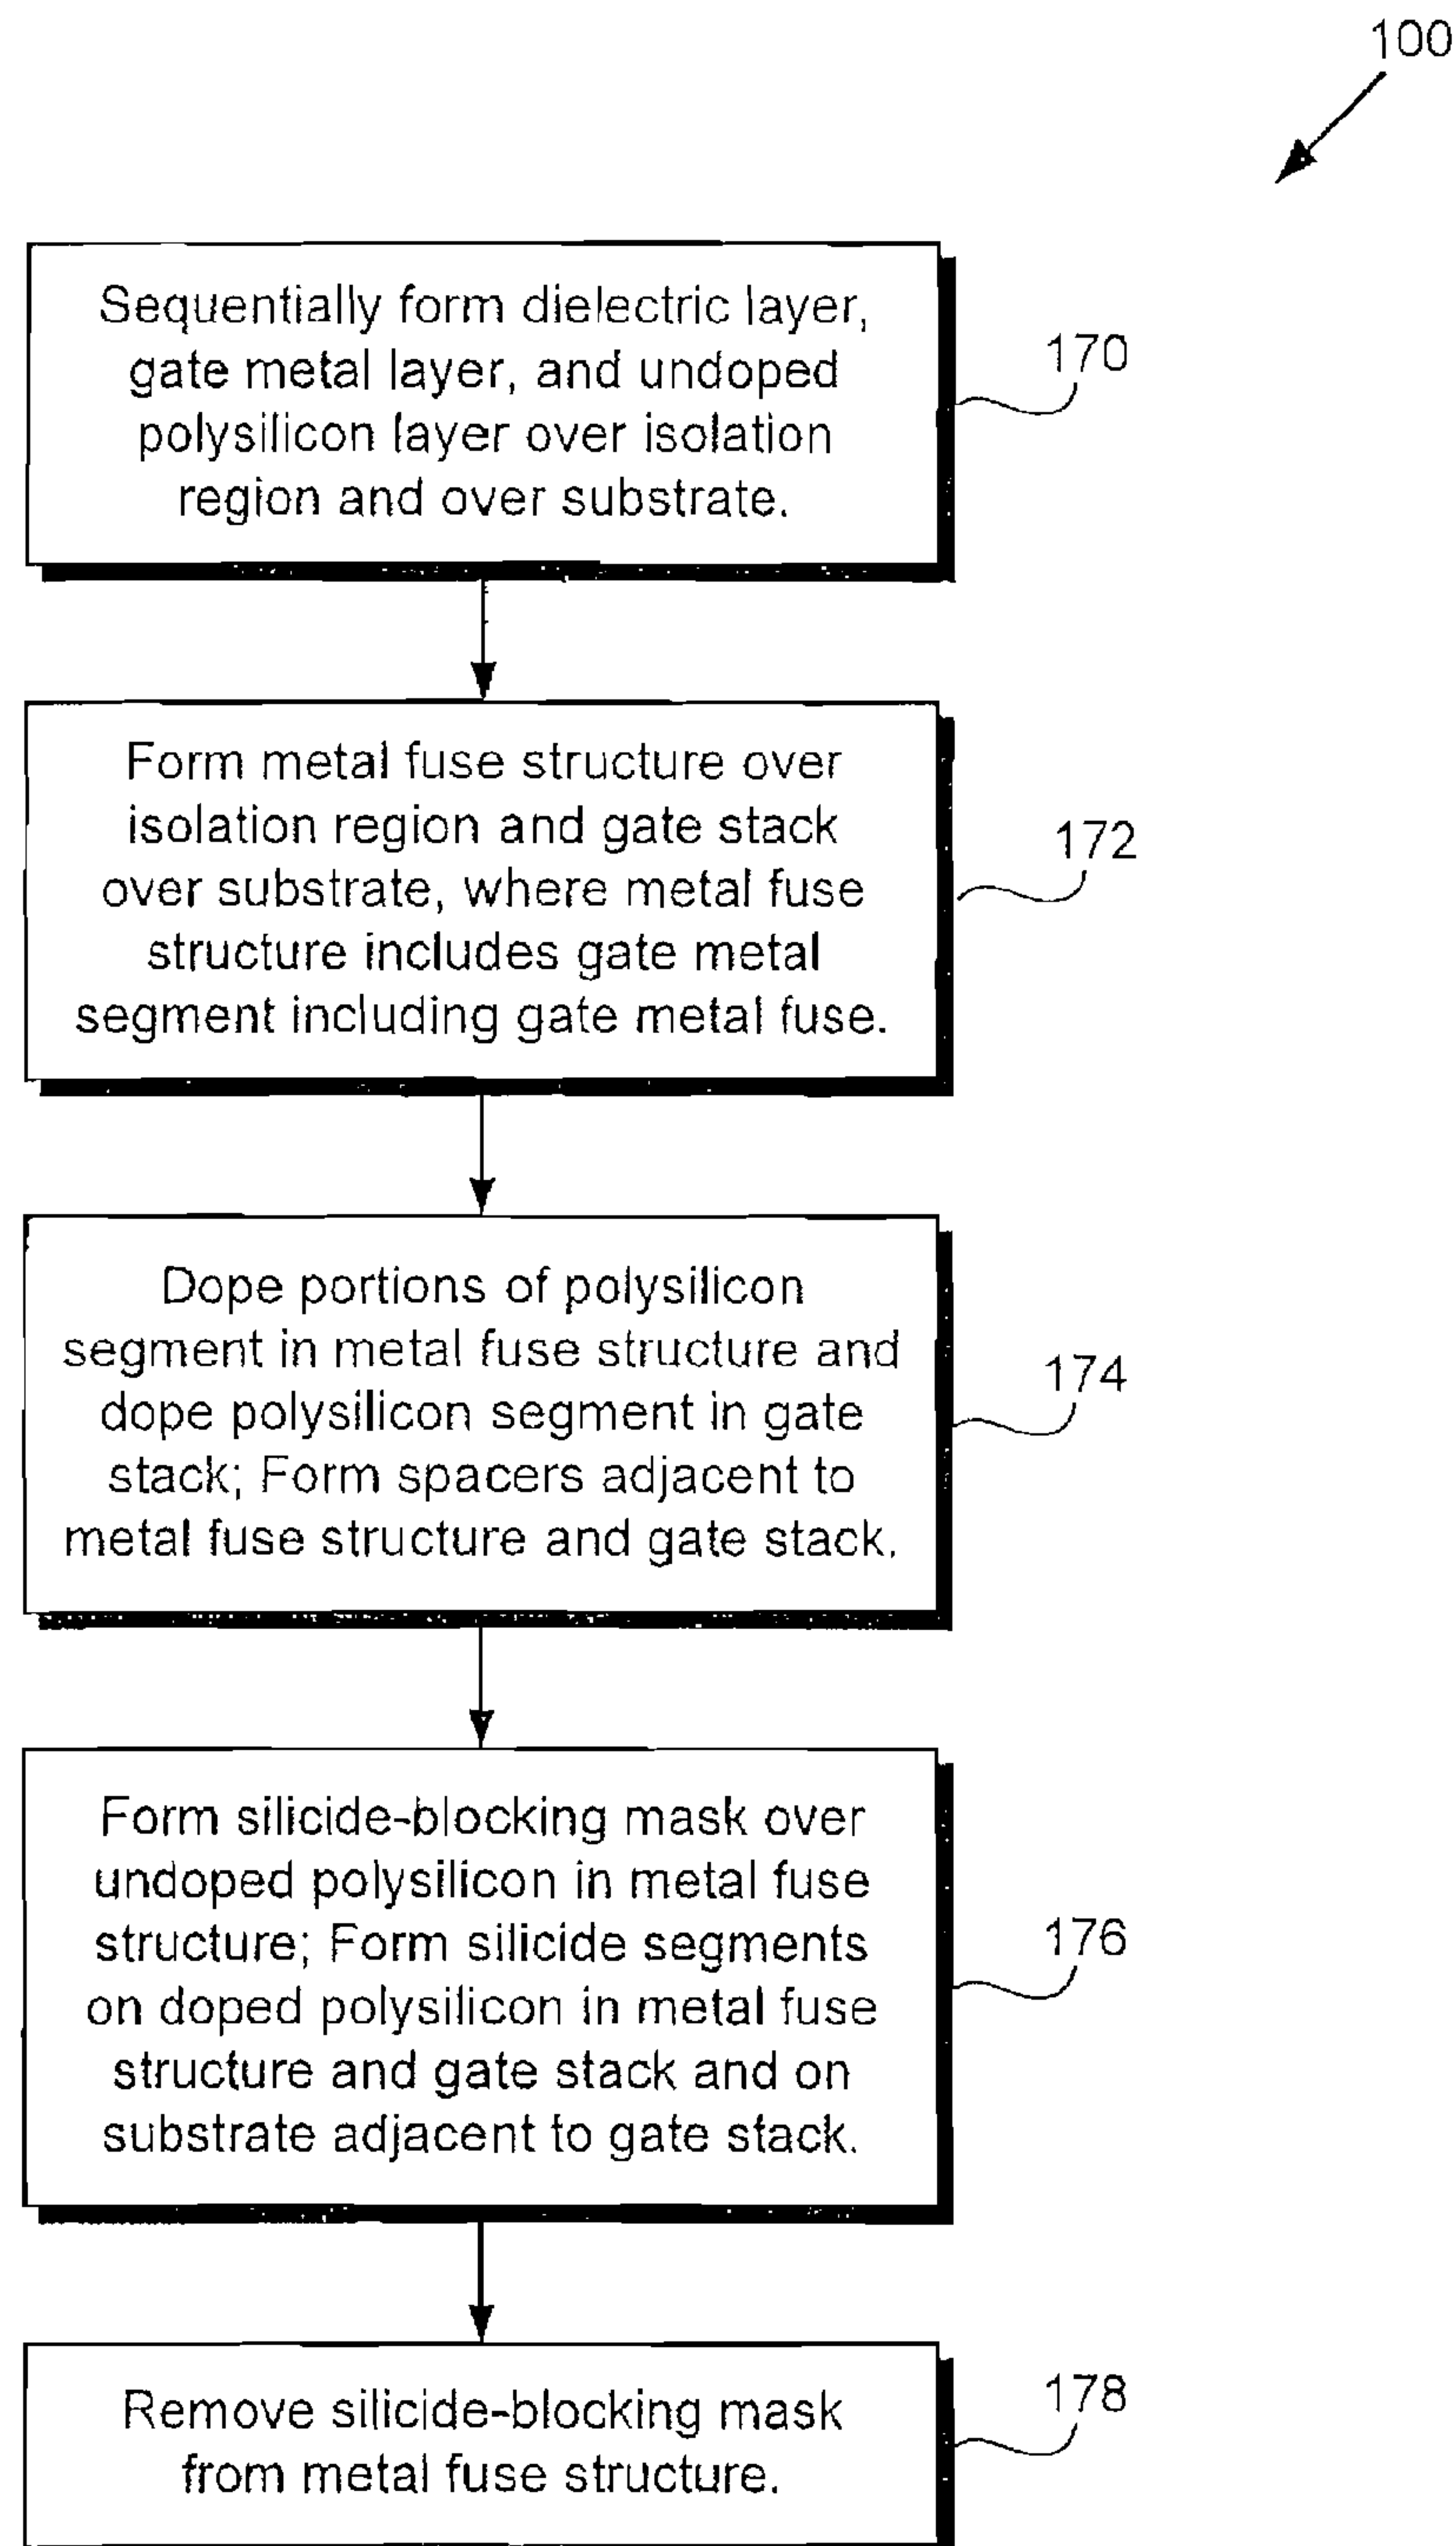 100
Sequentially form dielectric layer,
gate metal layer, and undoped
polysilicon layer over isolation
region and over substrate.
170
Form metal fuse structure over
isolation region and gate stack
over substrate, where metal fuse
structure includes gate metal
segment including gate metal fuse.
172
Dope portions of polysilicon
segment in metal fuse structure and
dope polysilicon segment in gate
stack; Form spacers adjacent to
metal fuse structure and gate stack.
174
Form silicide-blocking mask over
undoped polysilicon in metal fuse
structure; Form silicide segments
on doped polysilicon in metal fuse
structure and gate stack and on
substrate adjacent to gate stack.
176
Remove silicide-blocking mask
from metal fuse structure.
178